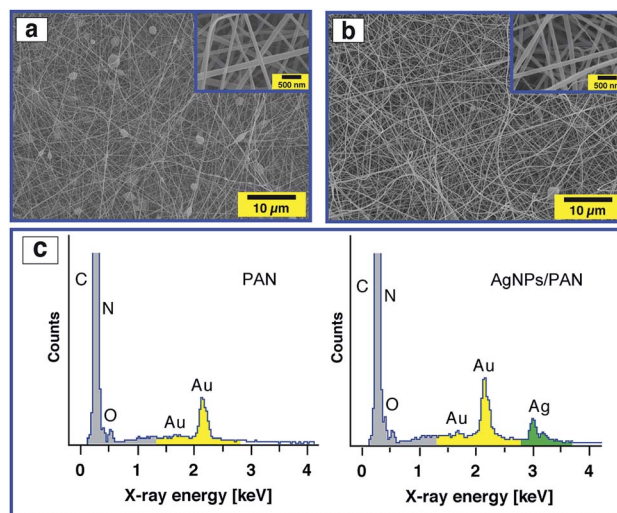 a
500 nm
10 µm
b
500 nm
10 µm
c
PAN
C
N
O
Au
Au
Counts
0 1 2 3 4
X-ray energy [keV]
AgNPs/PAN
C
N
O
Au
Au
Ag
Counts
0 1 2 3 4
X-ray energy [keV]